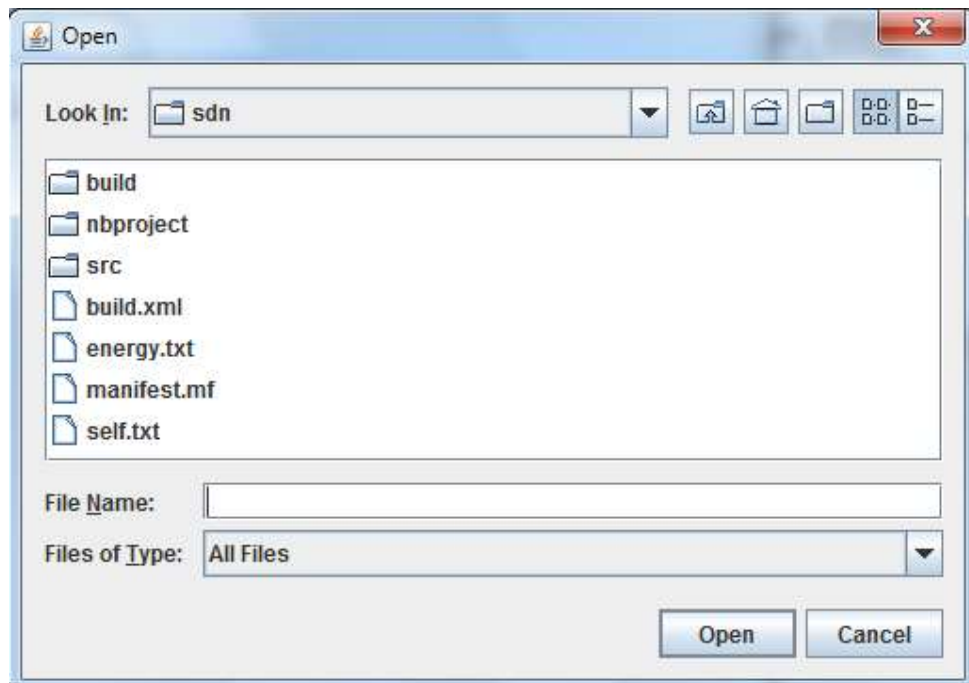 Open
Look In: sdn
build
nbproject
src
build.xml
energy.txt
manifest.mf
self.txt
File Name:
Files of Type: All Files
Open Cancel